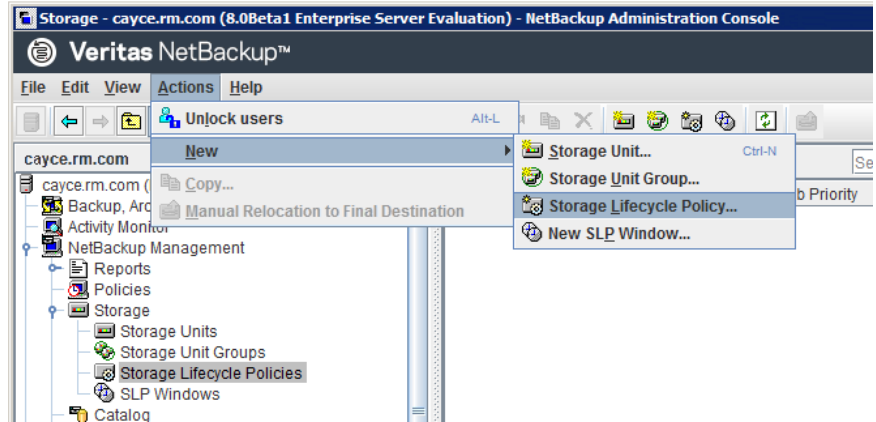 Storage - cayce.rm.com (8.0Beta1 Enterprise Server Evaluation) - NetBackup Administration Console
Veritas NetBackup™
File Edit View Actions Help
Unlock users Alt-L
New
Copy...
Manual Relocation to Final Destination
Storage Unit... Ctrl-N
Storage Unit Group...
Storage Lifecycle Policy...
New SLP Window...
Se
b Priority
cayce.rm.com
cayce.rm.com (
Backup, Arc
Activity Monitor
NetBackup Management
Reports
Policies
Storage
Storage Units
Storage Unit Groups
Storage Lifecycle Policies
SLP Windows
Catalog